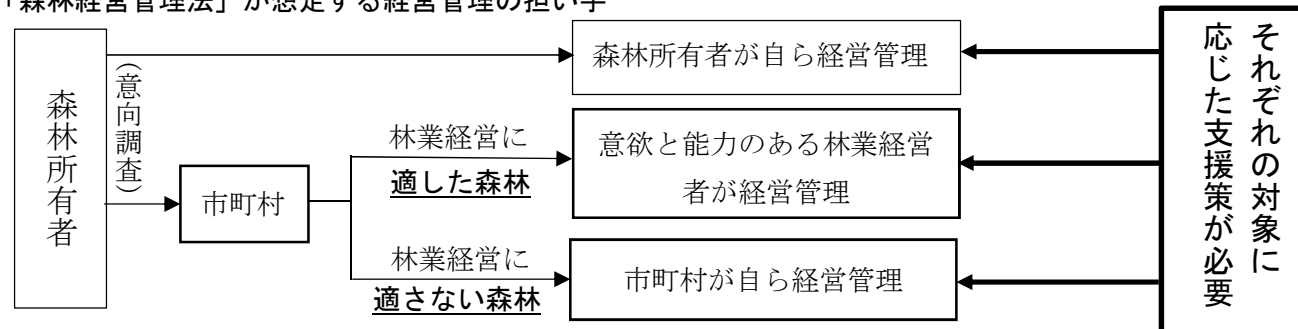 「森林経営管理法」が想定する経営管理の担い手
森林所有者
（意向調査）
市町村
林業経営に
適した森林
林業経営に
適さない森林
森林所有者が自ら経営管理
意欲と能力のある林業経営
者が経営管理
市町村が自ら経営管理
それぞれの対象に
応じた支援策が必要